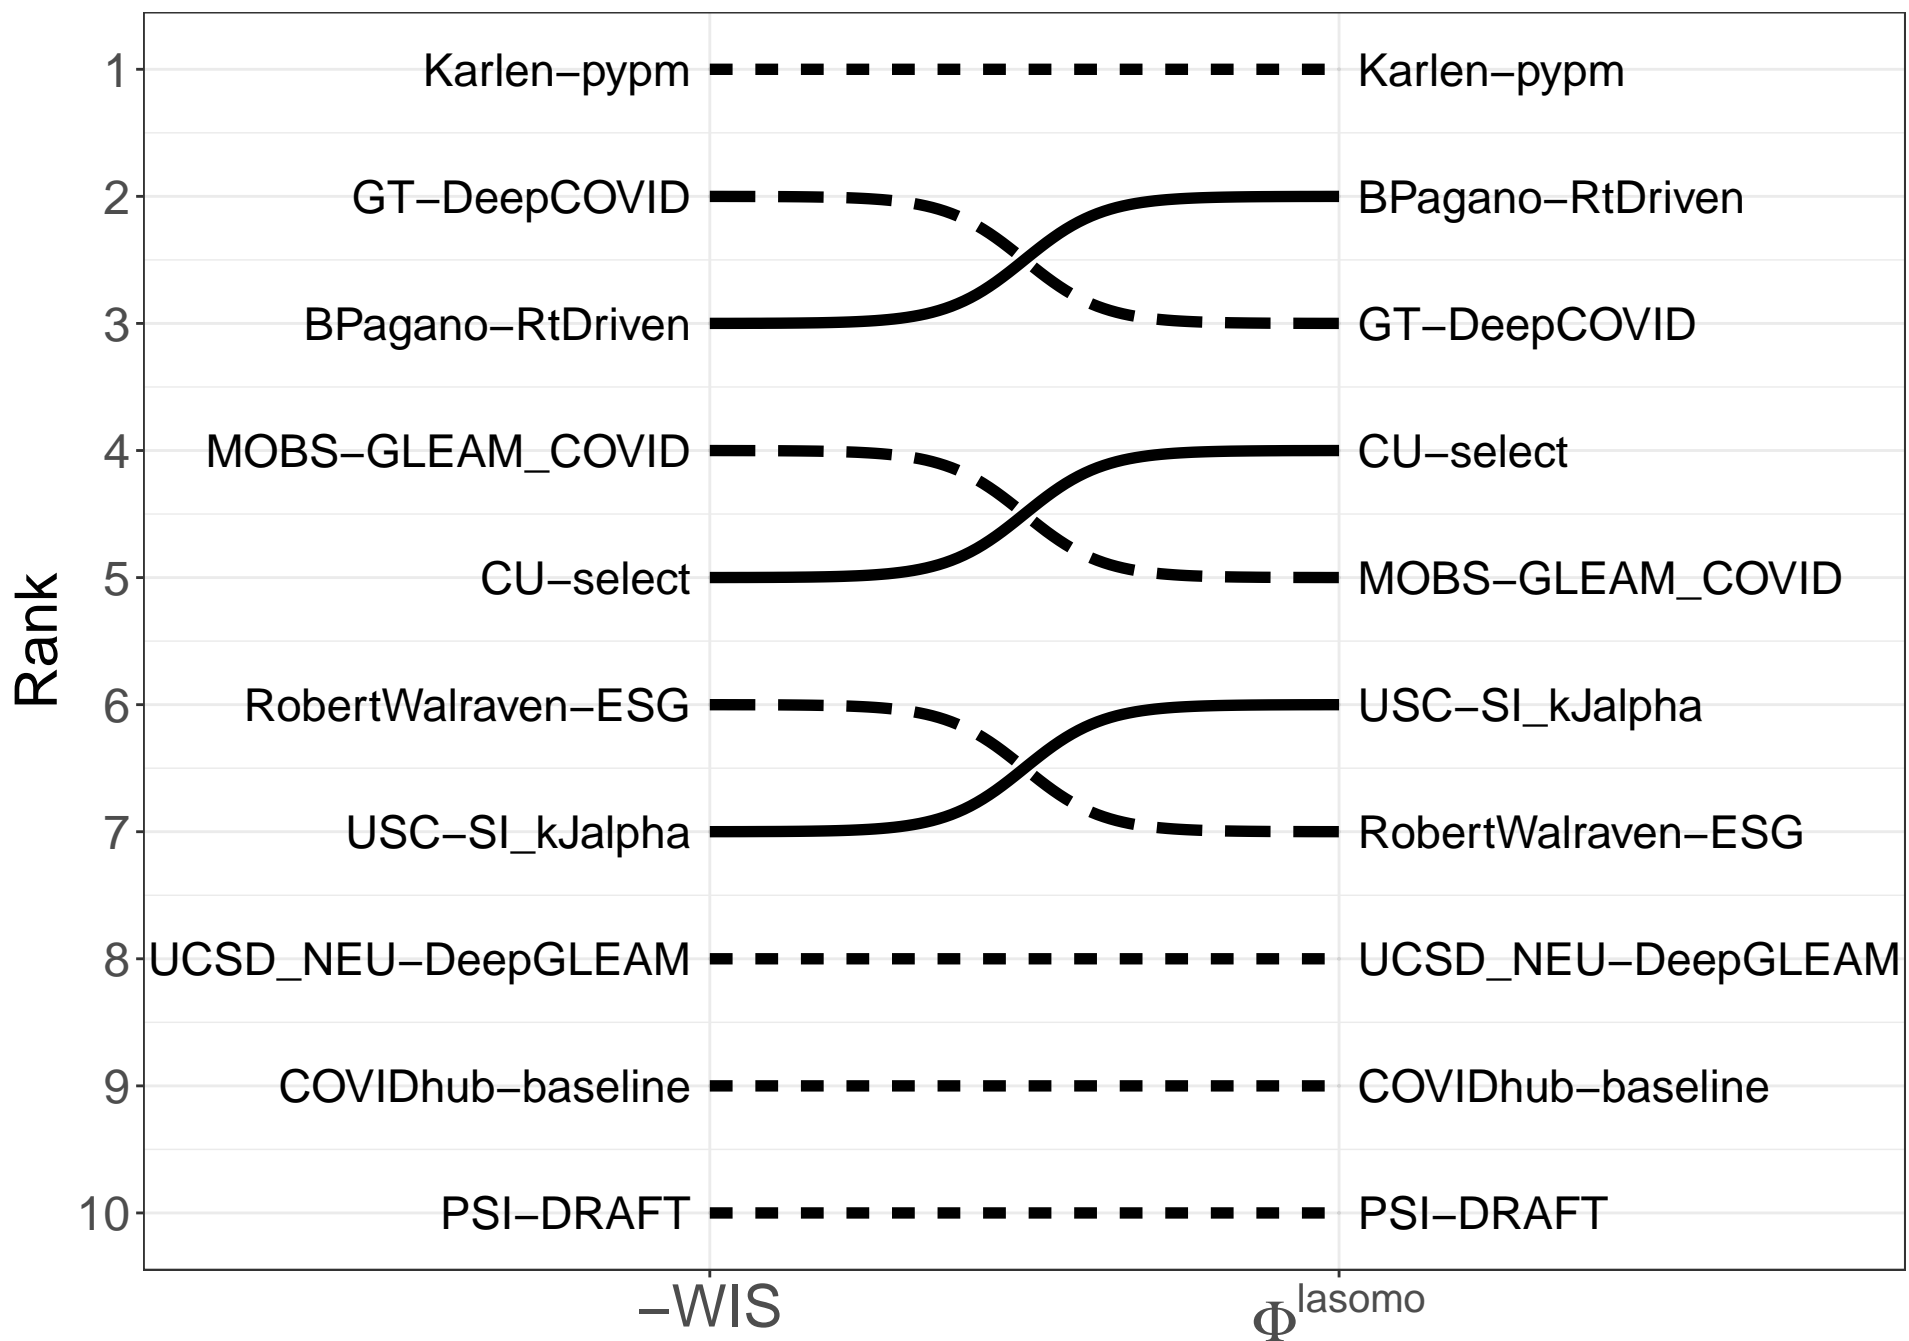 Rank
1 Karlen–pypm Karlen–pypm
2 GT–DeepCOVID BPagano–RtDriven
3 BPagano–RtDriven GT–DeepCOVID
4 MOBS–GLEAM_COVID CU–select
5 CU–select MOBS–GLEAM_COVID
6 RobertWalraven–ESG USC–SI_kJalpha
7 USC–SI_kJalpha RobertWalraven–ESG
8 UCSD_NEU–DeepGLEAM UCSD_NEU–DeepGLEAM
9 COVIDhub–baseline COVIDhub–baseline
10 PSI–DRAFT PSI–DRAFT
–WIS Φlasomo